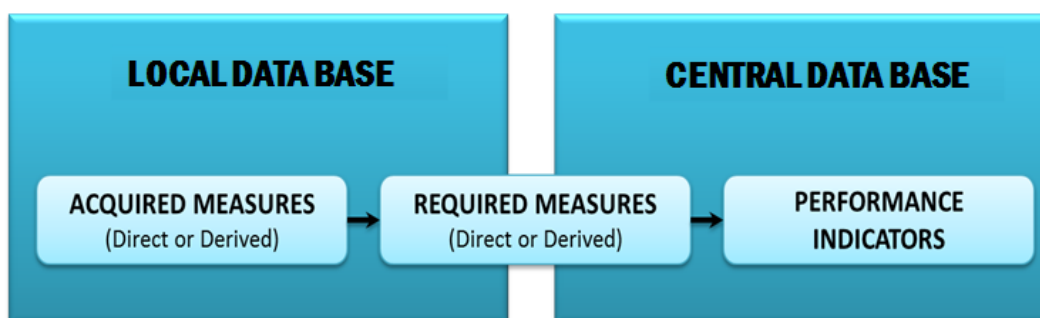 LOCAL DATA BASE
CENTRAL DATA BASE
ACQUIRED MEASURES
(Direct or Derived)
REQUIRED MEASURES
(Direct or Derived)
PERFORMANCE
INDICATORS